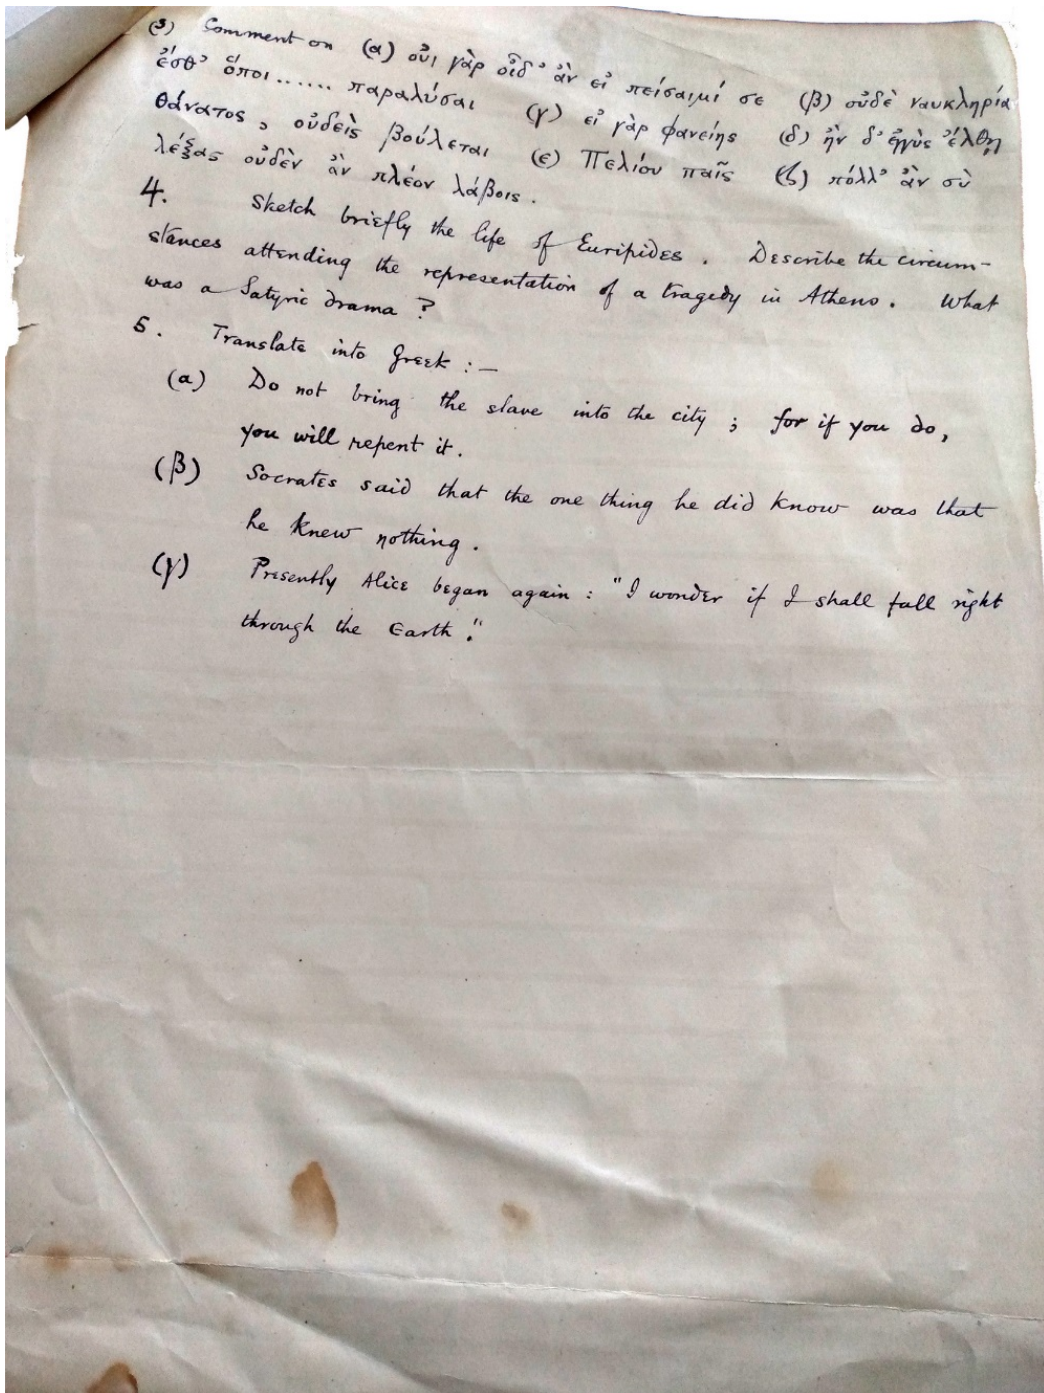 (3) Comment on (α) οὐ γὰρ οἶδ' ἂν εἰ πείσαιμί σε (β) οὐδὲ ναυκληρία
ἔσθ' ὅποι ...... παραλύσαι (γ) εἰ γὰρ φανείης (δ) ἢν δ' ἐγγὺς ἔλθῃ
θάνατος, οὐδεὶς βούλεται (ε) Πελίου παῖς (ζ) πόλλ' ἂν σὺ
λέξας οὐδὲν ἂν πλέον λάβοις.
4. Sketch briefly the life of Euripides. Describe the circum-
stances attending the representation of a tragedy in Athens. What
was a Satyric drama?
5. Translate into Greek :—
(α) Do not bring the slave into the city ; for if you do,
you will repent it.
(β) Socrates said that the one thing he did know was that
he knew nothing.
(γ) Presently Alice began again : "I wonder if I shall fall right
through the Earth!"